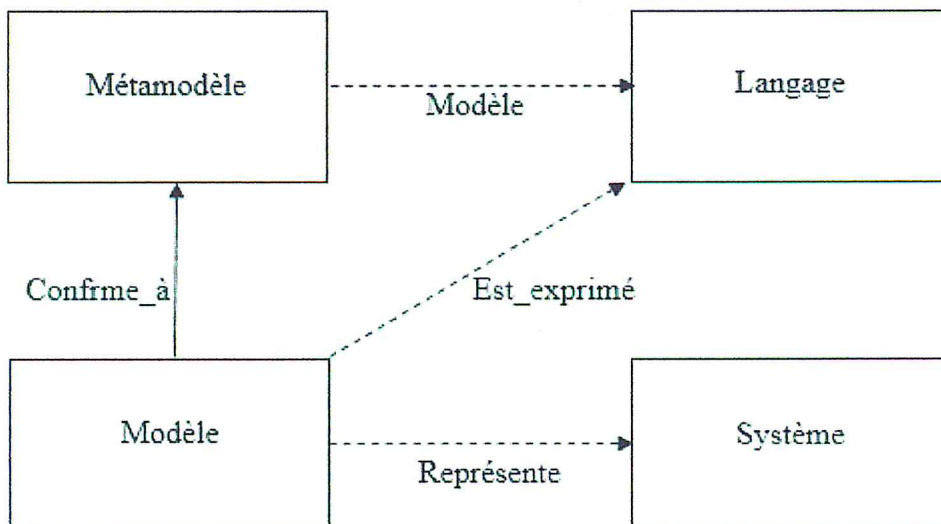 Métamodèle
Langage
Modèle
Confrme_à
Est_exprimé
Modèle
Système
Représente